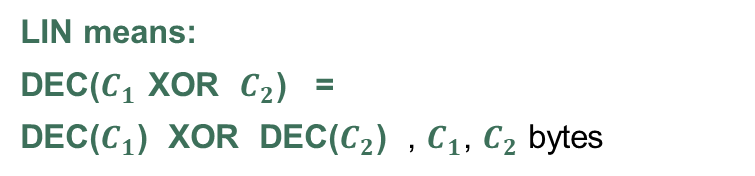 LIN means:
DEC(C₁ XOR C₂) =
DEC(C₁) XOR DEC(C₂) , C₁, C₂ bytes